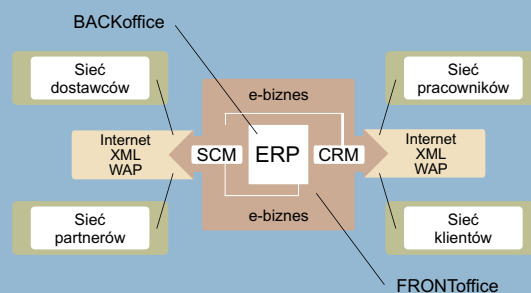 BACKoffice
Sieć
dostawców
e-biznes
Sieć
pracowników
Internet
XML
WAP
SCM
ERP
CRM
Internet
XML
WAP
Sieć
partnerów
e-biznes
Sieć
klientów
FRONToffice